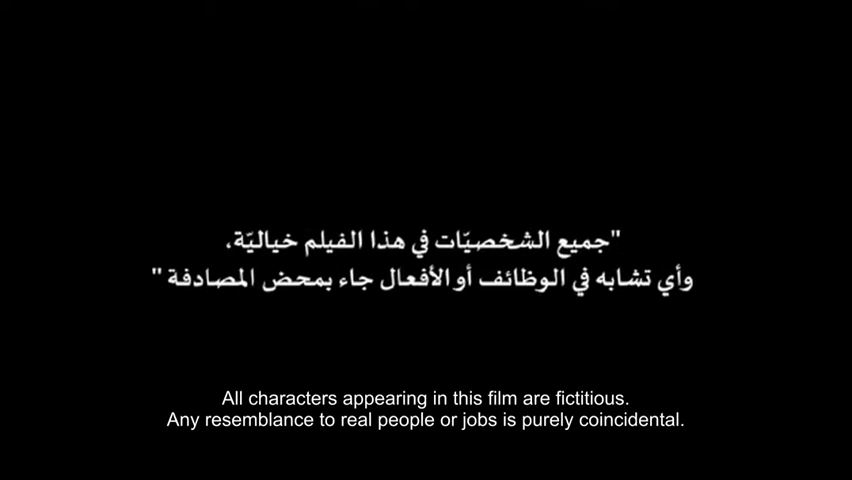 "جميع الشخصيّات في هذا الفيلم خياليّة،
وأي تشابه في الوظائف أو الأفعال جاء بمحض المصادفة "
All characters appearing in this film are fictitious.
Any resemblance to real people or jobs is purely coincidental.